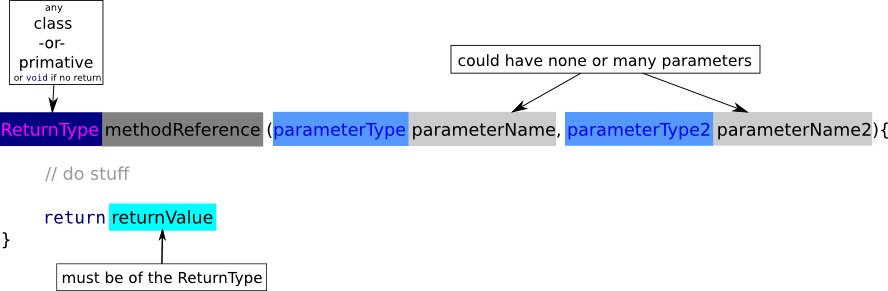 any
class
-or-
primative
or void if no return
could have none or many parameters
ReturnType methodReference (parameterType parameterName, parameterType2 parameterName2){
// do stuff
return returnValue
}
must be of the ReturnType